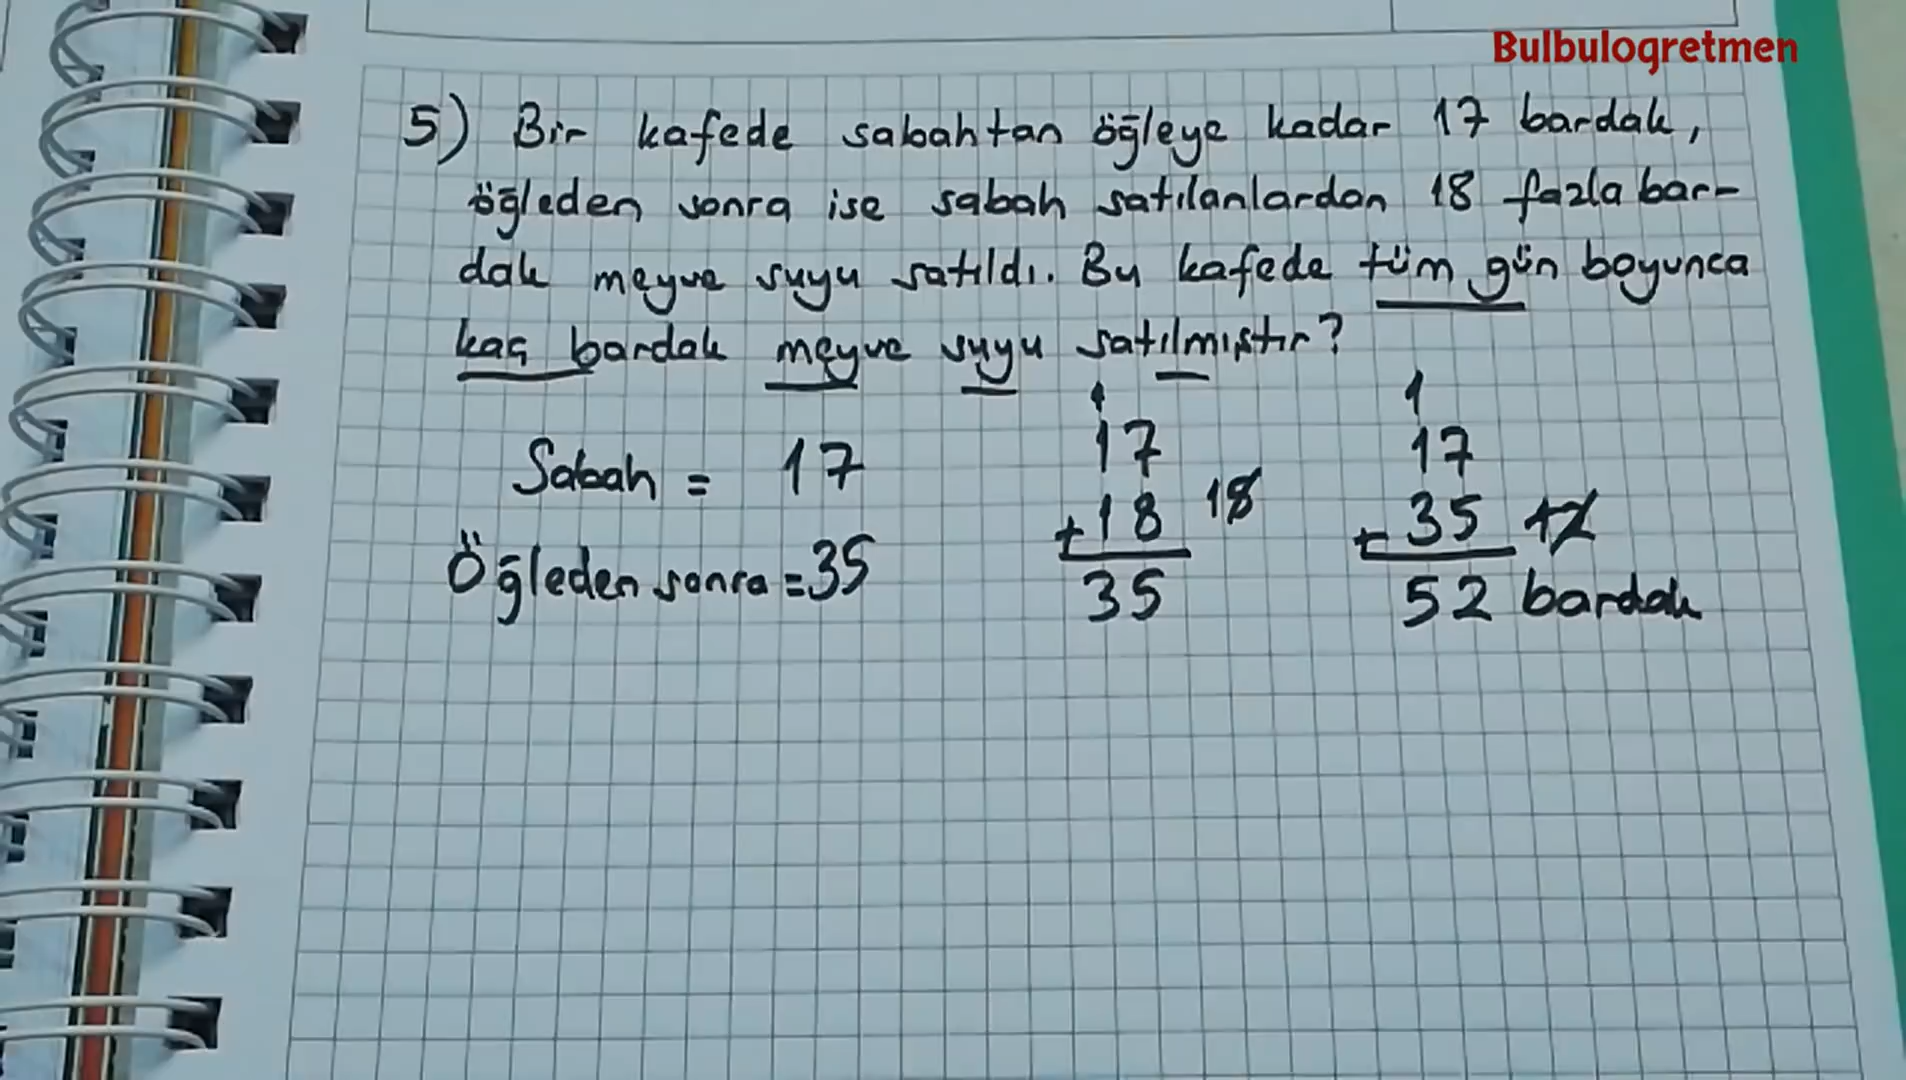 Bulbulogretmen
5) Bir kafede sabahtan öğleye kadar 17 bardak,
öğleden sonra ise sabah satılanlardan 18 fazla bar-
dak meyve suyu satıldı. Bu kafede tüm gün boyunca
kaç bardak meyve suyu satılmıştır?
Sabah = 17
Öğleden sonra = 35
1
17
+18 18
35
1
17
+35 12
52 bardak